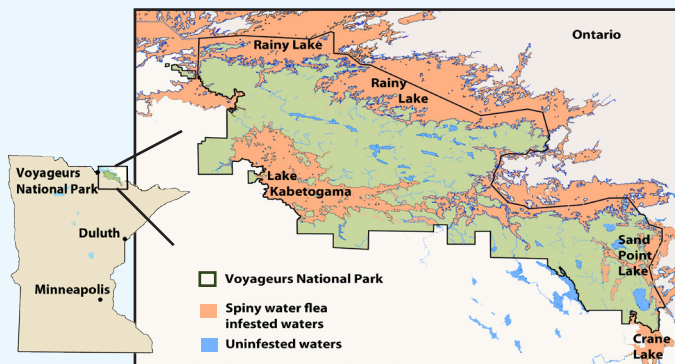 Rainy Lake
Ontario
Rainy
Lake
Lake
Kabetogama
Voyageurs
National Park
Duluth
Minneapolis
Sand
Point
Lake
Crane
Lake
Voyageurs National Park
Spiny water flea
infested waters
Uninfested waters